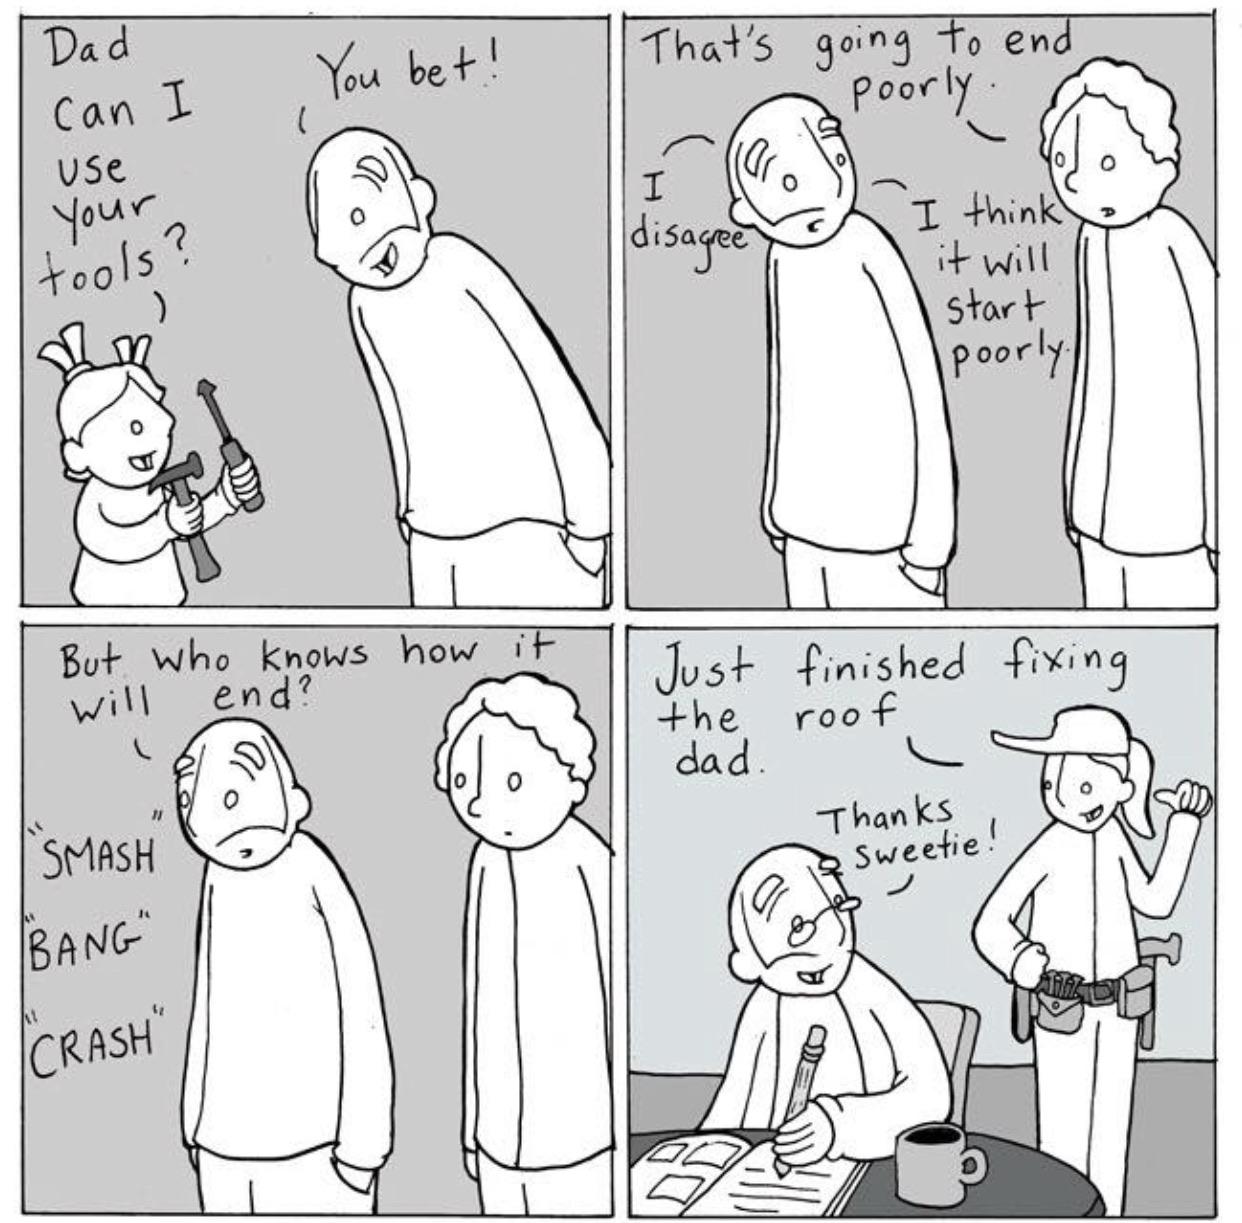 Dad
can I
use
your
tools?
You bet!
That's going to end
poorly.
I
disagree
I think
it will
start
poorly.
But who knows how it
will end?
"SMASH"
"BANG"
"CRASH"
Just finished fixing
the roof
dad.
Thanks
sweetie!